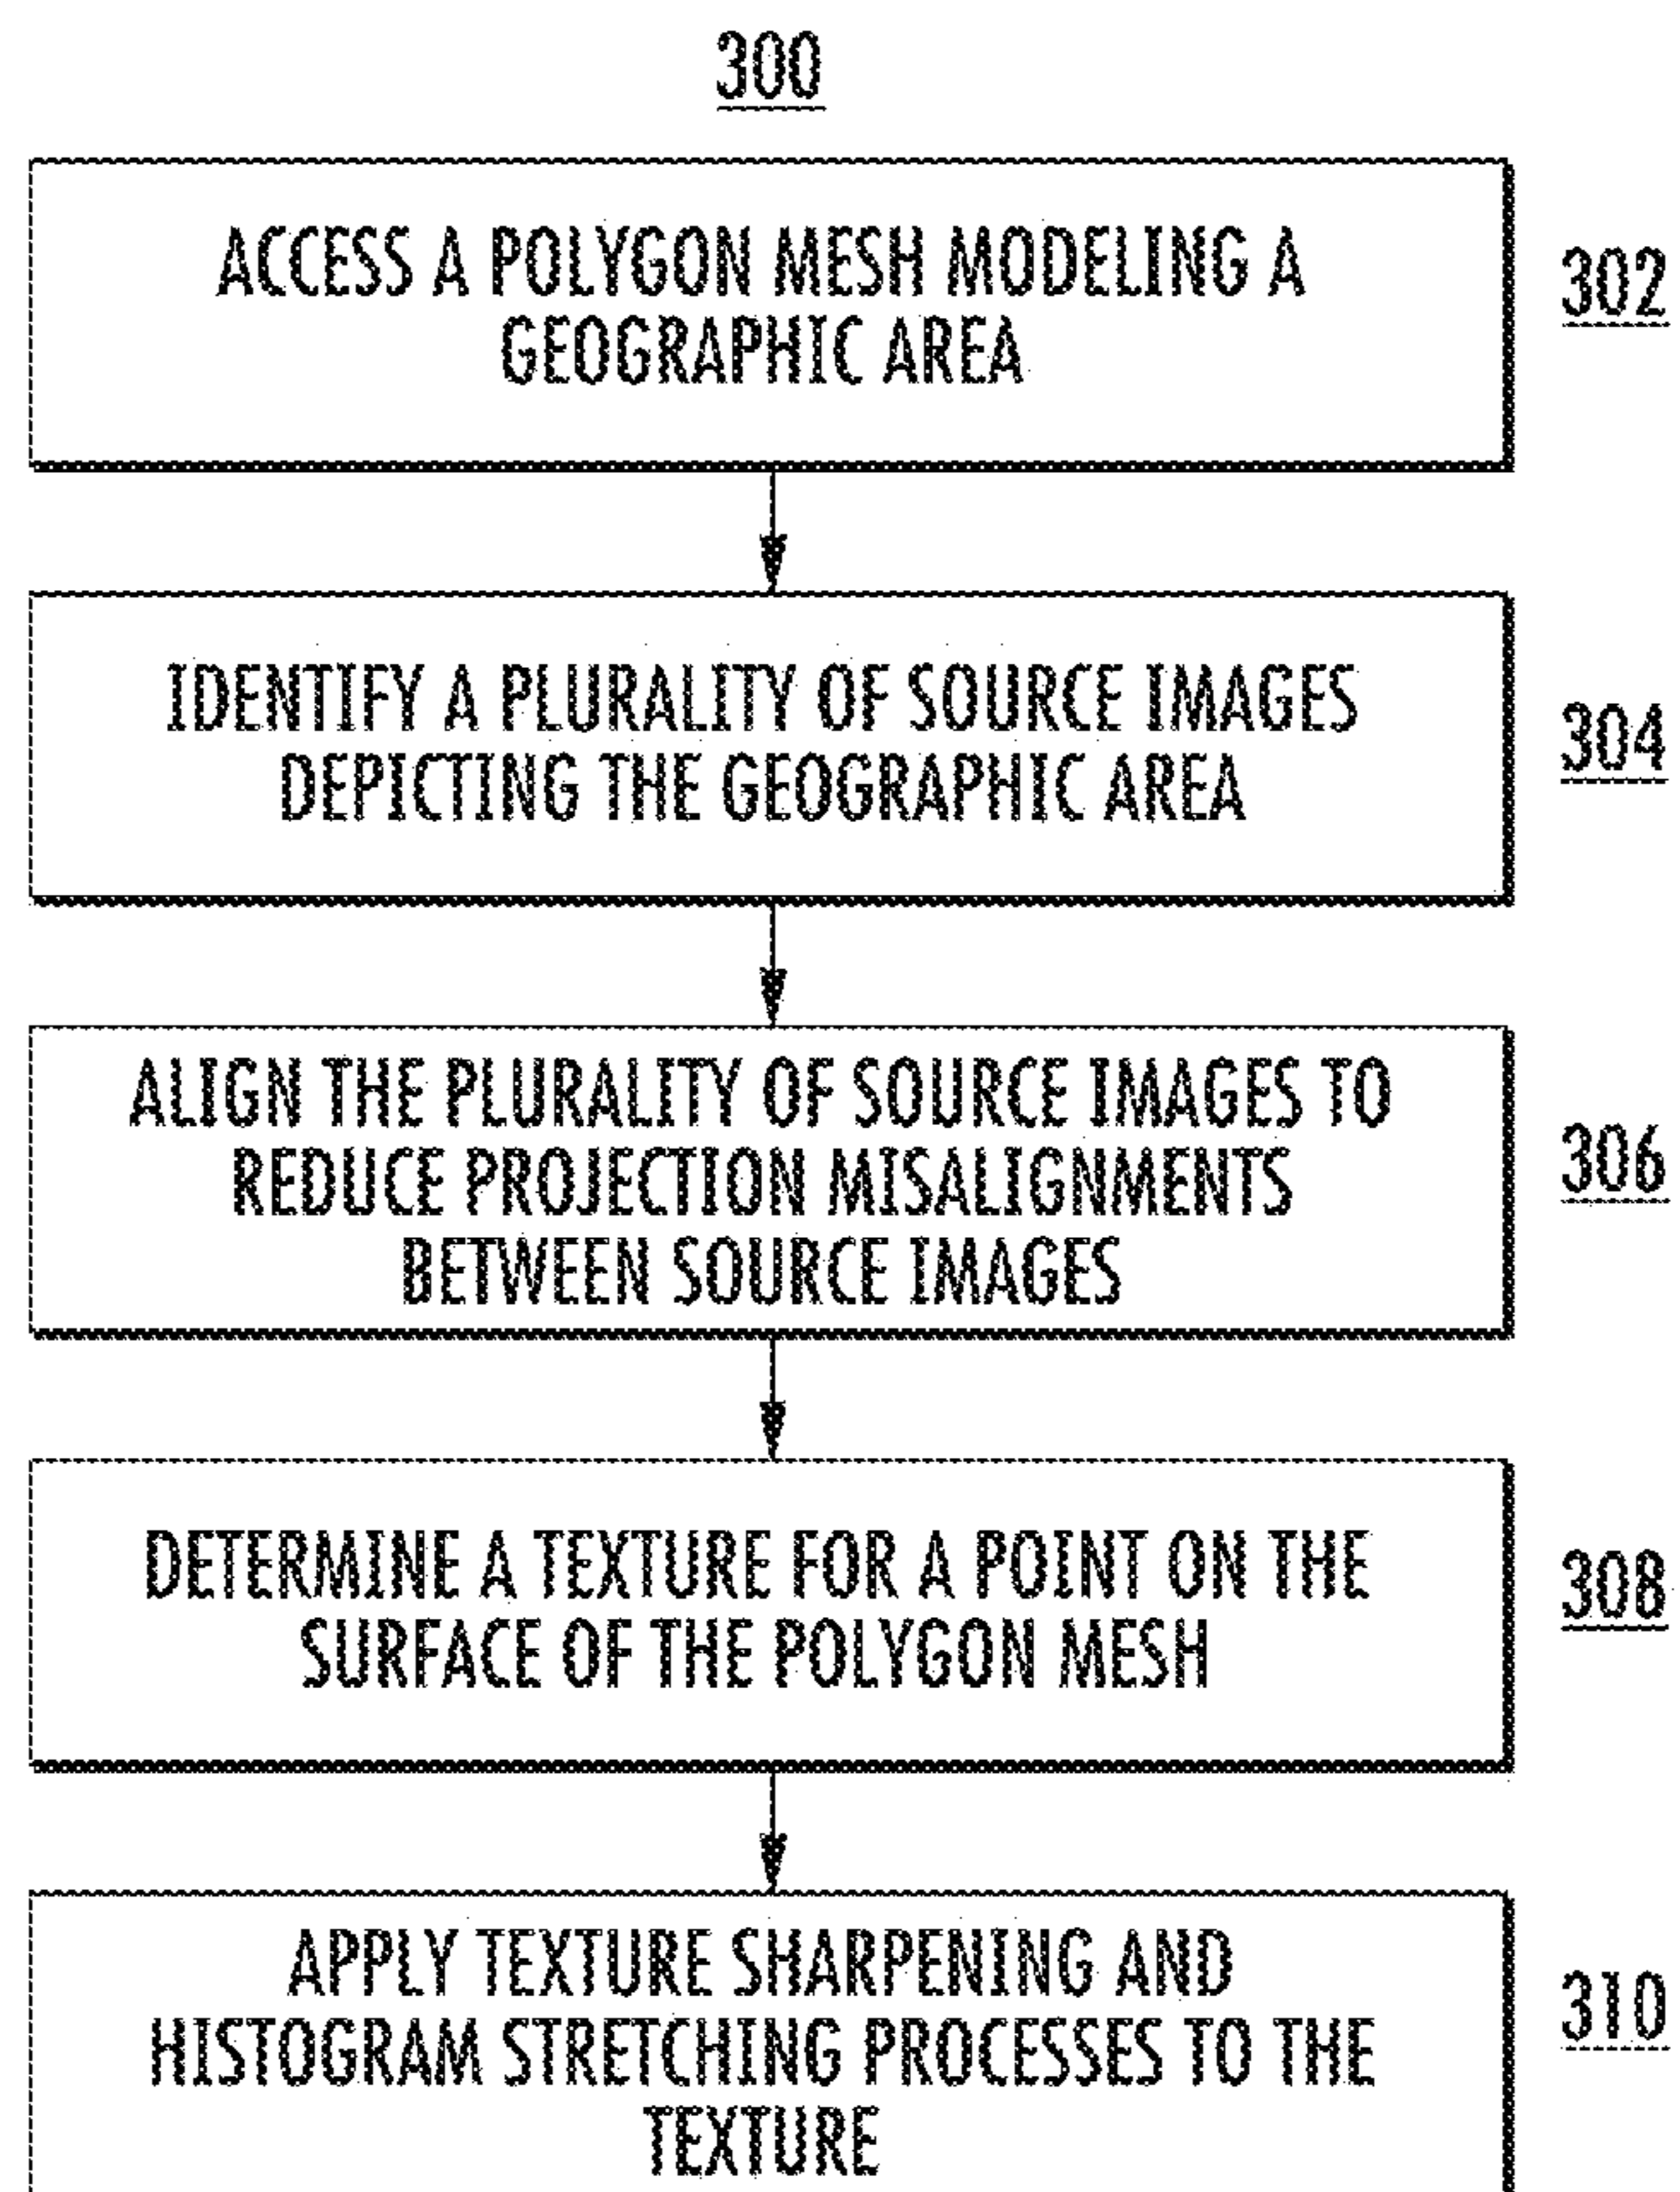 300
ACCESS A POLYGON MESH MODELING A
GEOGRAPHIC AREA
302
IDENTIFY A PLURALITY OF SOURCE IMAGES
DEPICTING THE GEOGRAPHIC AREA
304
ALIGN THE PLURALITY OF SOURCE IMAGES TO
REDUCE PROJECTION MISALIGNMENTS
BETWEEN SOURCE IMAGES
306
DETERMINE A TEXTURE FOR A POINT ON THE
SURFACE OF THE POLYGON MESH
308
APPLY TEXTURE SHARPENING AND
HISTOGRAM STRETCHING PROCESSES TO THE
TEXTURE
310